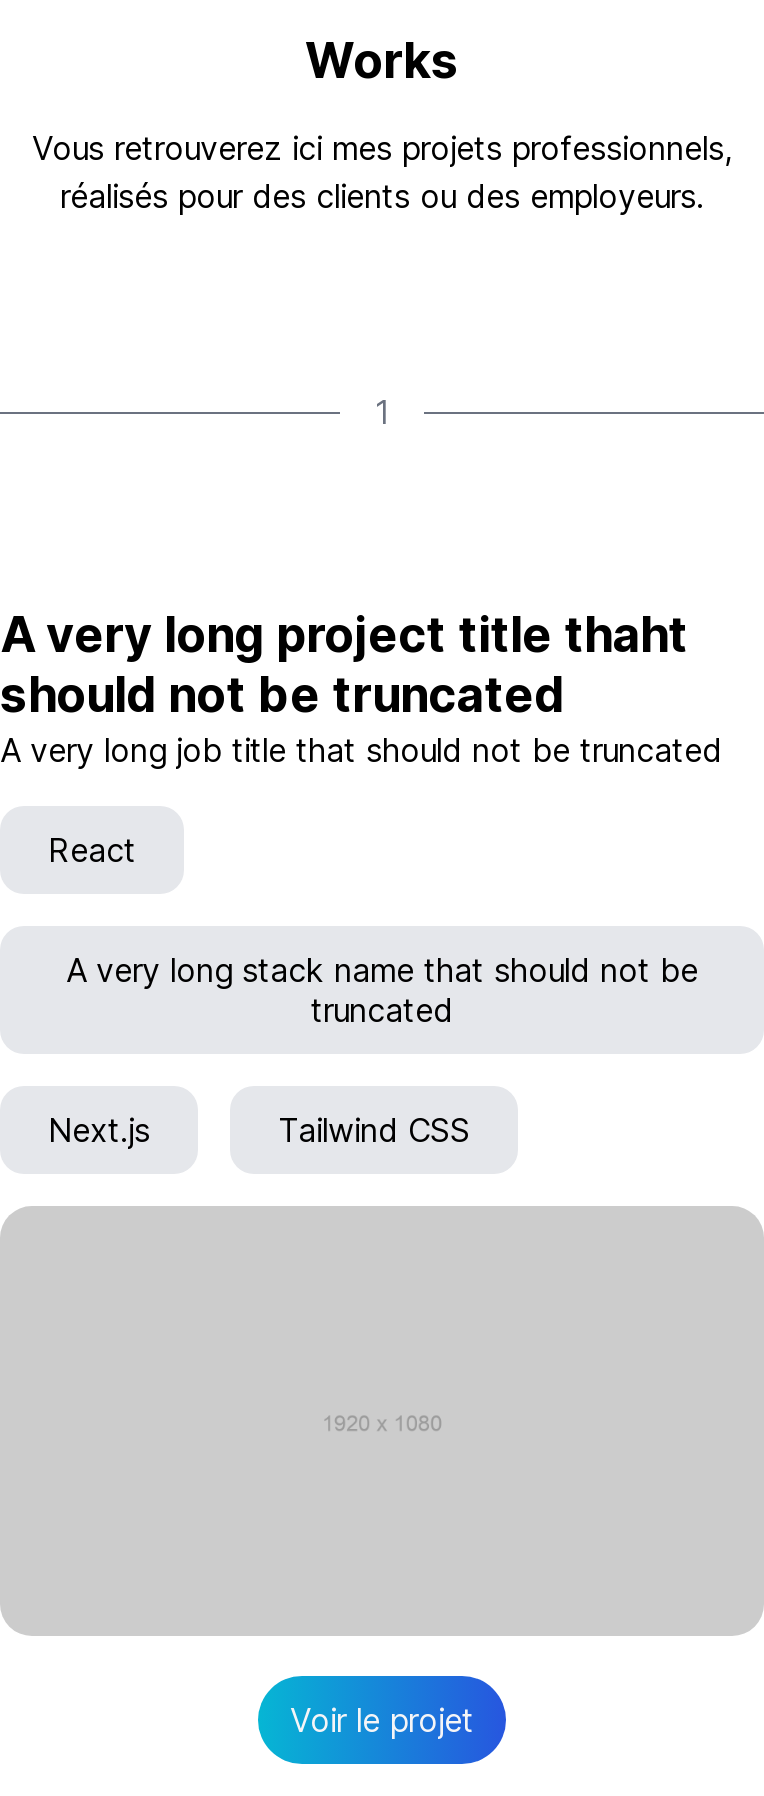 Works
Vous retrouverez ici mes projets professionnels,
réalisés pour des clients ou des employeurs.
1
A very long project title thaht
should not be truncated
A very long job title that should not be truncated
React
A very long stack name that should not be
truncated
Next.js
Tailwind CSS
1920 x 1080
Voir le projet